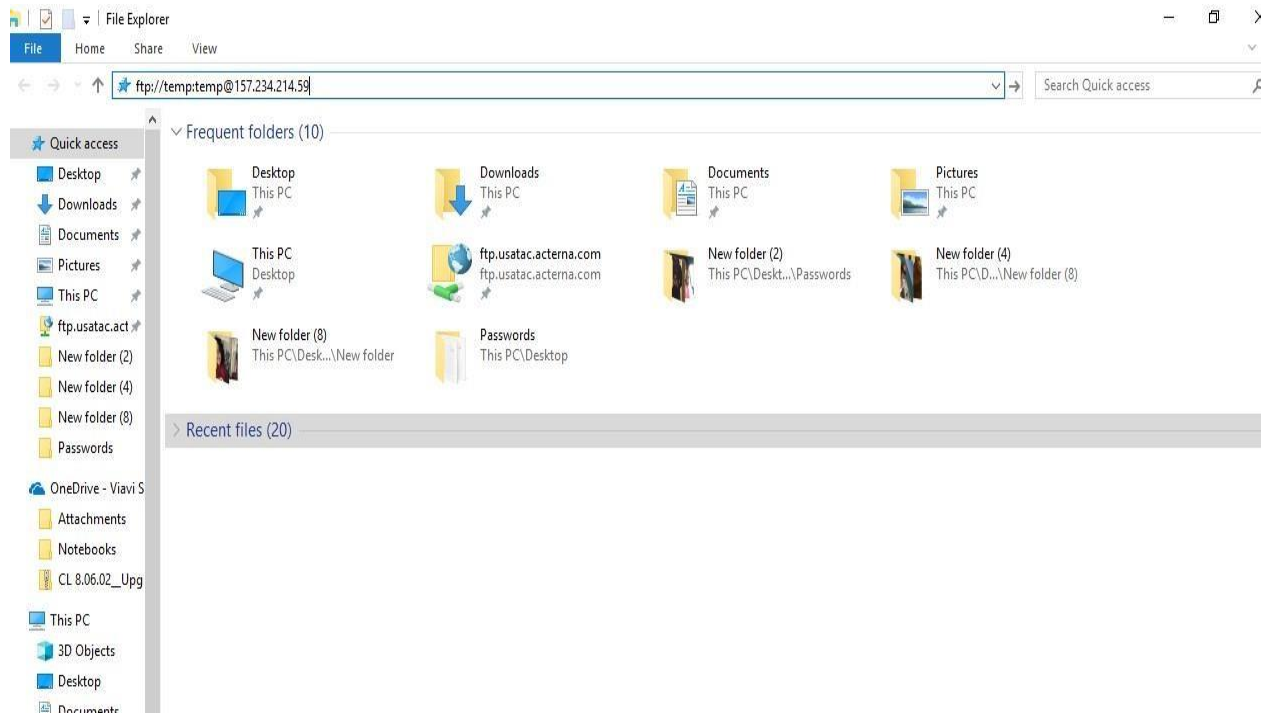 File Explorer
File Home Share View
ftp://temp:temp@157.234.214.59
Search Quick access
Quick access
Desktop
Downloads
Documents
Pictures
This PC
ftp.usatac.act
New folder (2)
New folder (4)
New folder (8)
Passwords
OneDrive - Viavi S
Attachments
Notebooks
CL 8.06.02__Upg
This PC
3D Objects
Desktop
Documents
Frequent folders (10)
Desktop
This PC
Downloads
This PC
Documents
This PC
Pictures
This PC
This PC
Desktop
ftp.usatac.acterna.com
ftp.usatac.acterna.com
New folder (2)
This PC\Deskt...\Passwords
New folder (4)
This PC\D...\New folder (8)
New folder (8)
This PC\Desk...\New folder
Passwords
This PC\Desktop
Recent files (20)